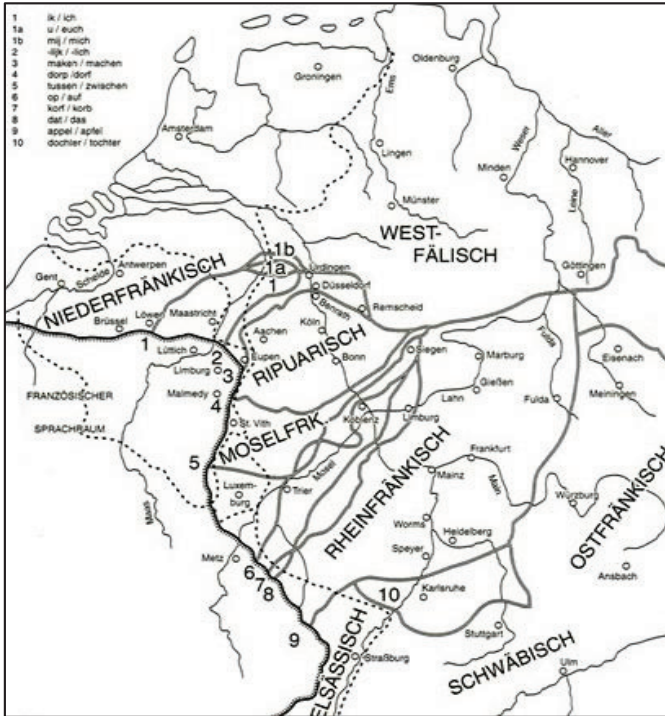 1 ik / ich
1a u / euch
1b mij / mich
2 -lijk / -lich
3 maken / machen
4 dorp /dorf
5 tussen / zwischen
6 op / auf
7 korf / korb
8 dat / das
9 appel / apfel
10 dochler / tochter
Groningen
Oldenburg
Ems
Weser
Aller
Amsterdam
Lingen
Minden
Hannover
Leine
Münster
WEST-
FÄLISCH
Göttingen
1b
1a
1
Ürdingen
Düsseldorf
Benrath
Remscheid
NIEDERFRÄNKISCH
Gent
Schelde
Antwerpen
Brüssel
Löwen
Maastricht
1
Lüttich
2
Limburg
3
Eupen
Malmedy
4
Aachen
Köln
Bonn
RIPUARISCH
Siegen
Marburg
Gießen
Lahn
Fulda
Fulda
Eisenach
Meiningen
FRANZÖSISCHER
SPRACHRAUM
St. Vith
MOSELFRK
Koblenz
Limburg
5
Luxem-
burg
Trier
Mosel
Maas
RHEINFRÄNKISCH
Frankfurt
Mainz
Main
Würzburg
OSTFRÄNKISCH
Worms
Heidelberg
Speyer
Ansbach
Metz
6
7
8
9
10
Karlsruhe
Stuttgart
Straßburg
ELSÄSSISCH
SCHWÄBISCH
Ulm